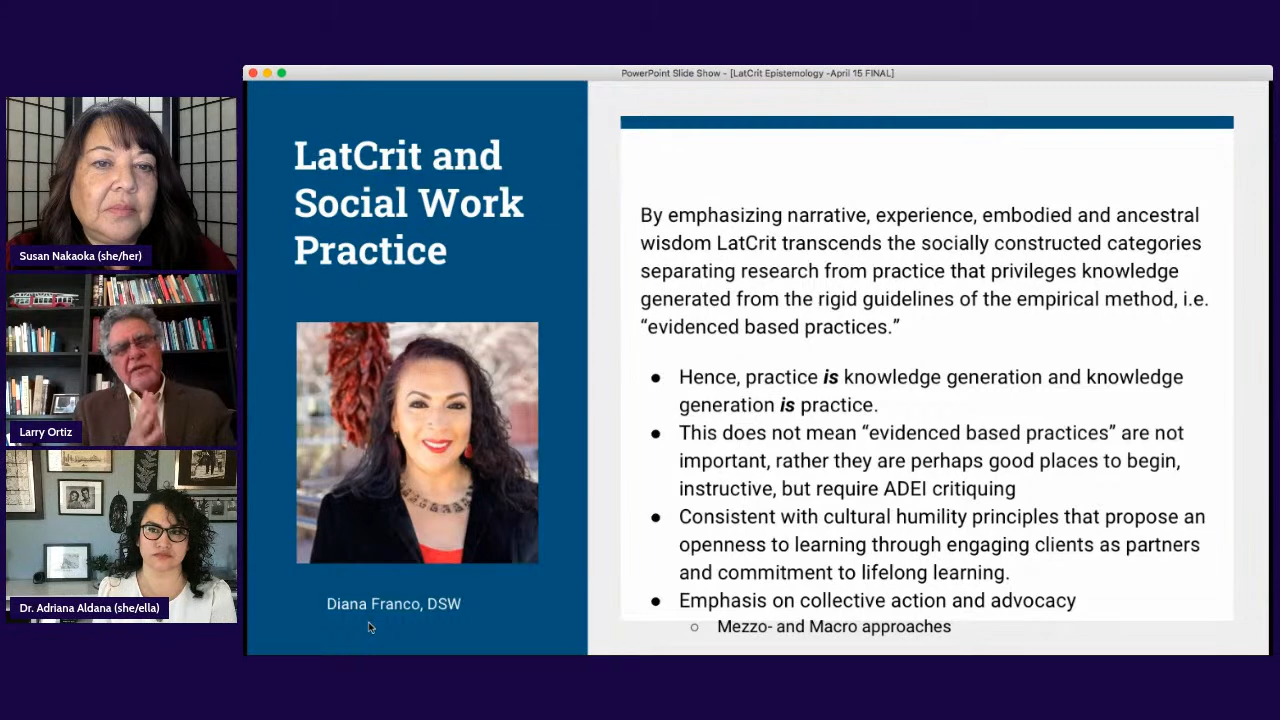 PowerPoint Slide Show - [LatCrit Epistemology -April 15 FINAL]
Susan Nakaoka (she/her)
Larry Ortiz
Dr. Adriana Aldana (she/ella)
LatCrit and
Social Work
Practice
Diana Franco, DSW
By emphasizing narrative, experience, embodied and ancestral
wisdom LatCrit transcends the socially constructed categories
separating research from practice that privileges knowledge
generated from the rigid guidelines of the empirical method, i.e.
“evidenced based practices.”
● Hence, practice is knowledge generation and knowledge
generation is practice.
● This does not mean “evidenced based practices” are not
important, rather they are perhaps good places to begin,
instructive, but require ADEI critiquing
● Consistent with cultural humility principles that propose an
openness to learning through engaging clients as partners
and commitment to lifelong learning.
● Emphasis on collective action and advocacy
○ Mezzo- and Macro approaches